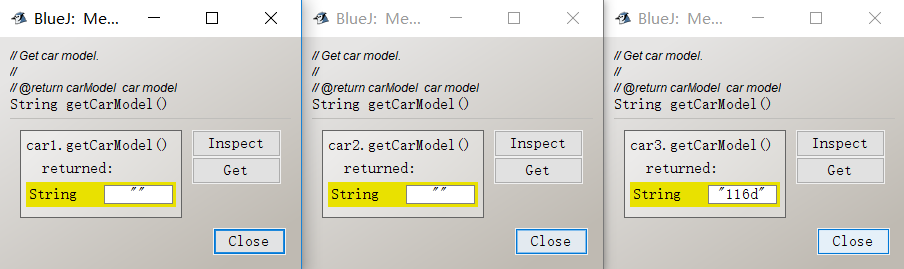 BlueJ: Me...
// Get car model.
//
// @return carModel car model
String getCarModel()
car1.getCarModel()
returned:
String ""
Inspect
Get
Close
BlueJ: Me...
// Get car model.
//
// @return carModel car model
String getCarModel()
car2.getCarModel()
returned:
String ""
Inspect
Get
Close
BlueJ: Me...
// Get car model.
//
// @return carModel car model
String getCarModel()
car3.getCarModel()
returned:
String "116d"
Inspect
Get
Close